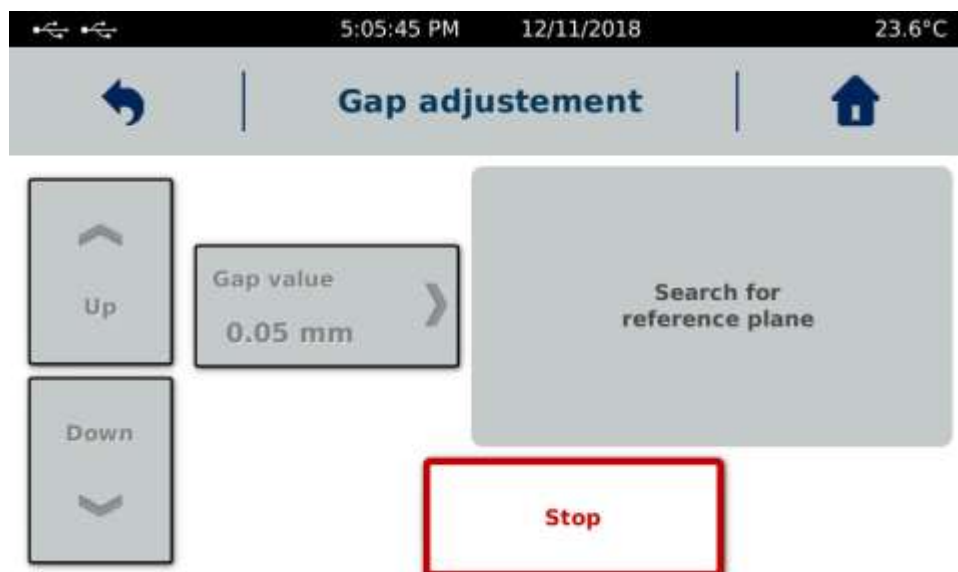 5:05:45 PM 12/11/2018 23.6°C
Gap adjustement
Up
Gap value
0.05 mm
Search for
reference plane
Down
Stop